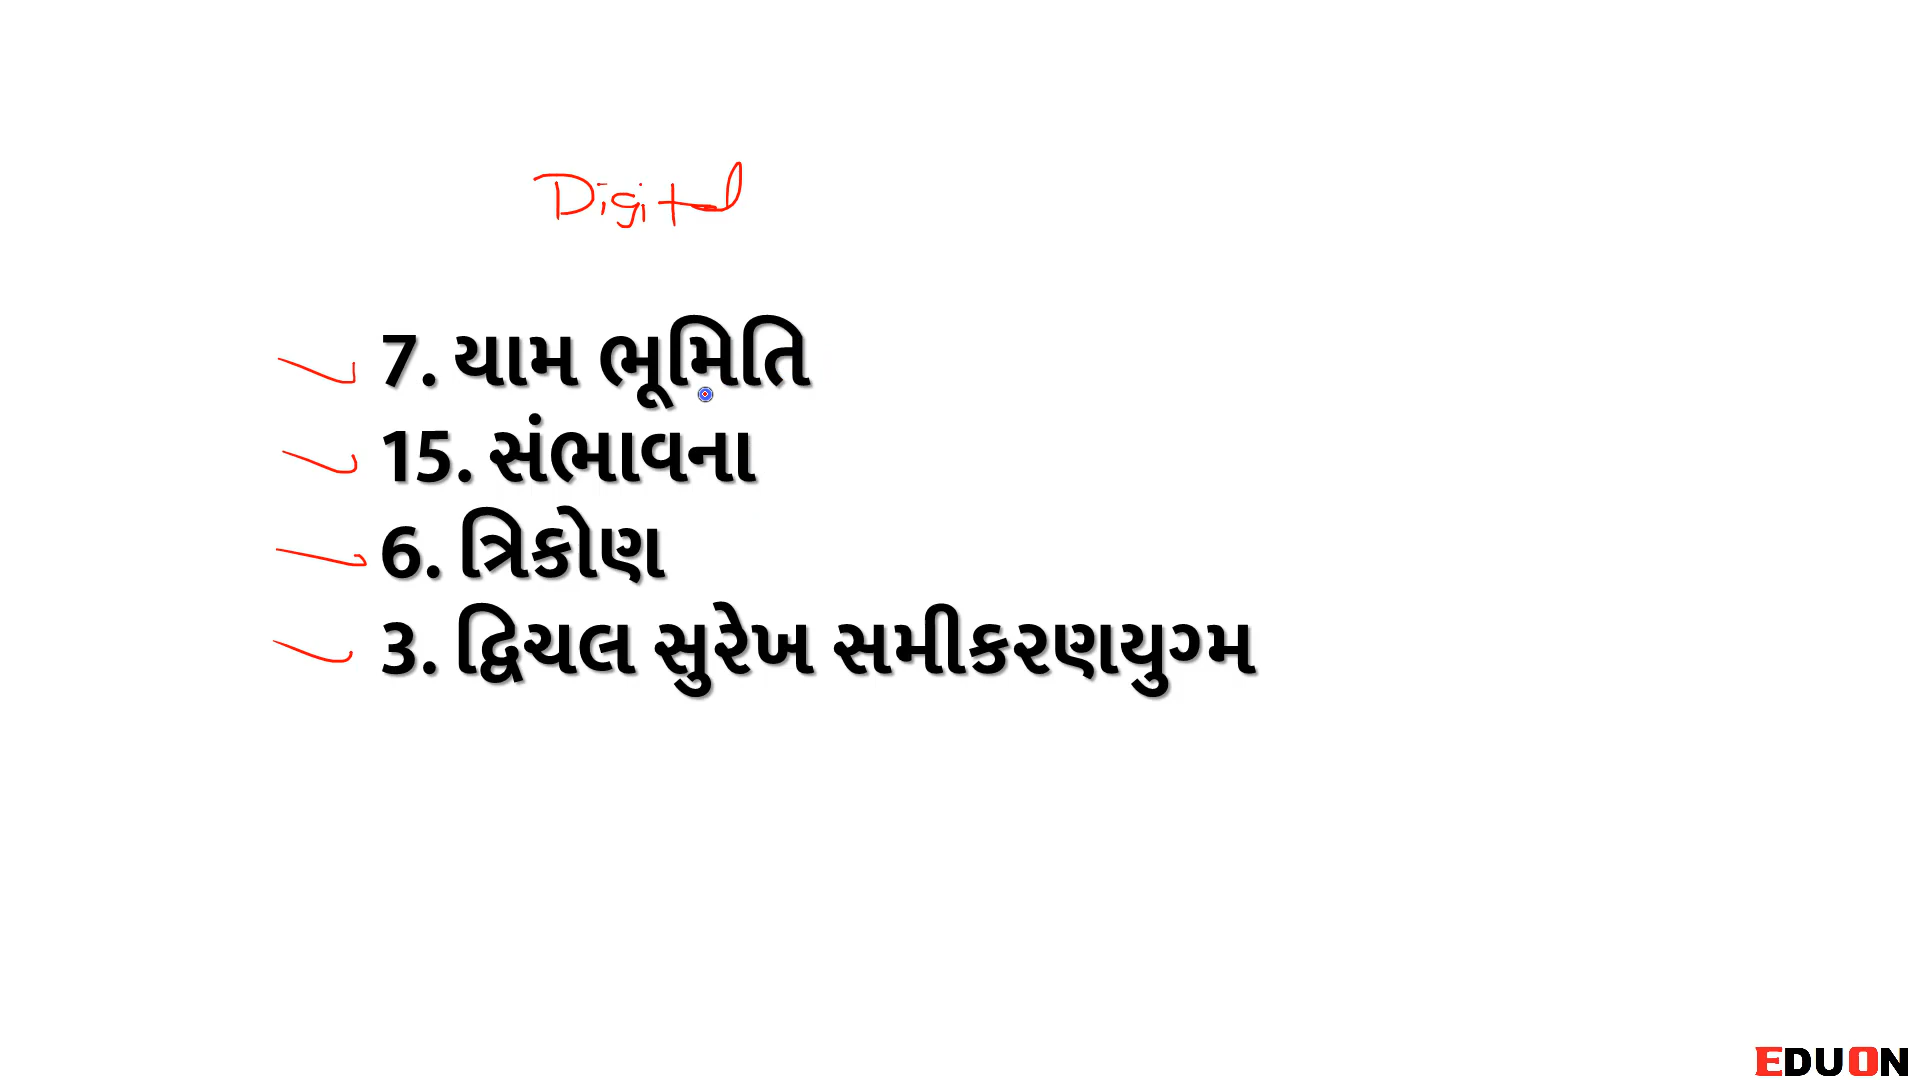 Digital
7. યામ ભૂમિતિ
15. સંભાવના
6. ત્રિકોણ
3. દ્વિચલ સુરેખ સમીકરણયુગ્મ
EDUON